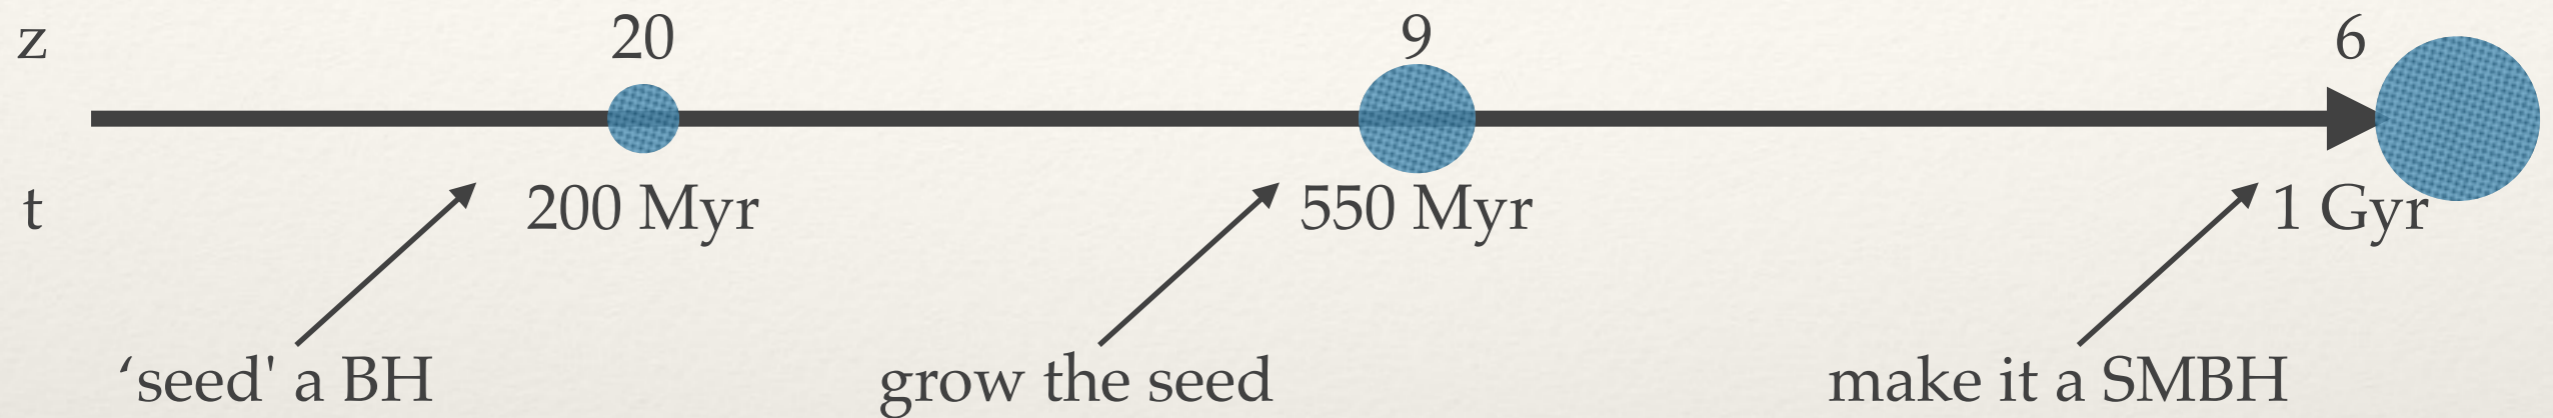 z 20 9 6
t 200 Myr 550 Myr 1 Gyr
‘seed' a BH grow the seed make it a SMBH